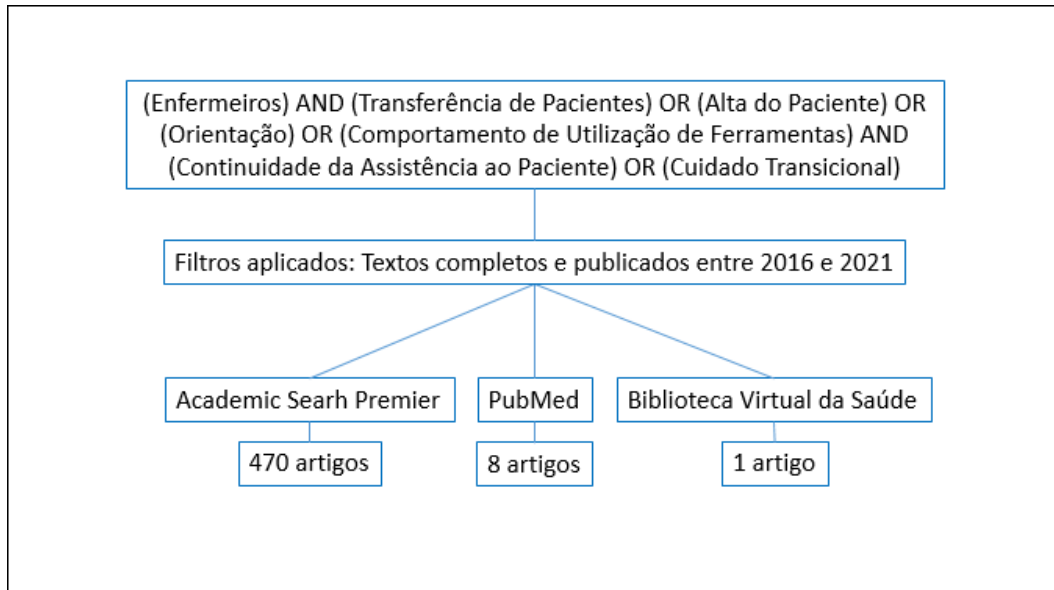 (Enfermeiros) AND (Transferência de Pacientes) OR (Alta do Paciente) OR
(Orientação) OR (Comportamento de Utilização de Ferramentas) AND
(Continuidade da Assistência ao Paciente) OR (Cuidado Transicional)
Filtros aplicados: Textos completos e publicados entre 2016 e 2021
Academic Searh Premier
PubMed
Biblioteca Virtual da Saúde
470 artigos
8 artigos
1 artigo